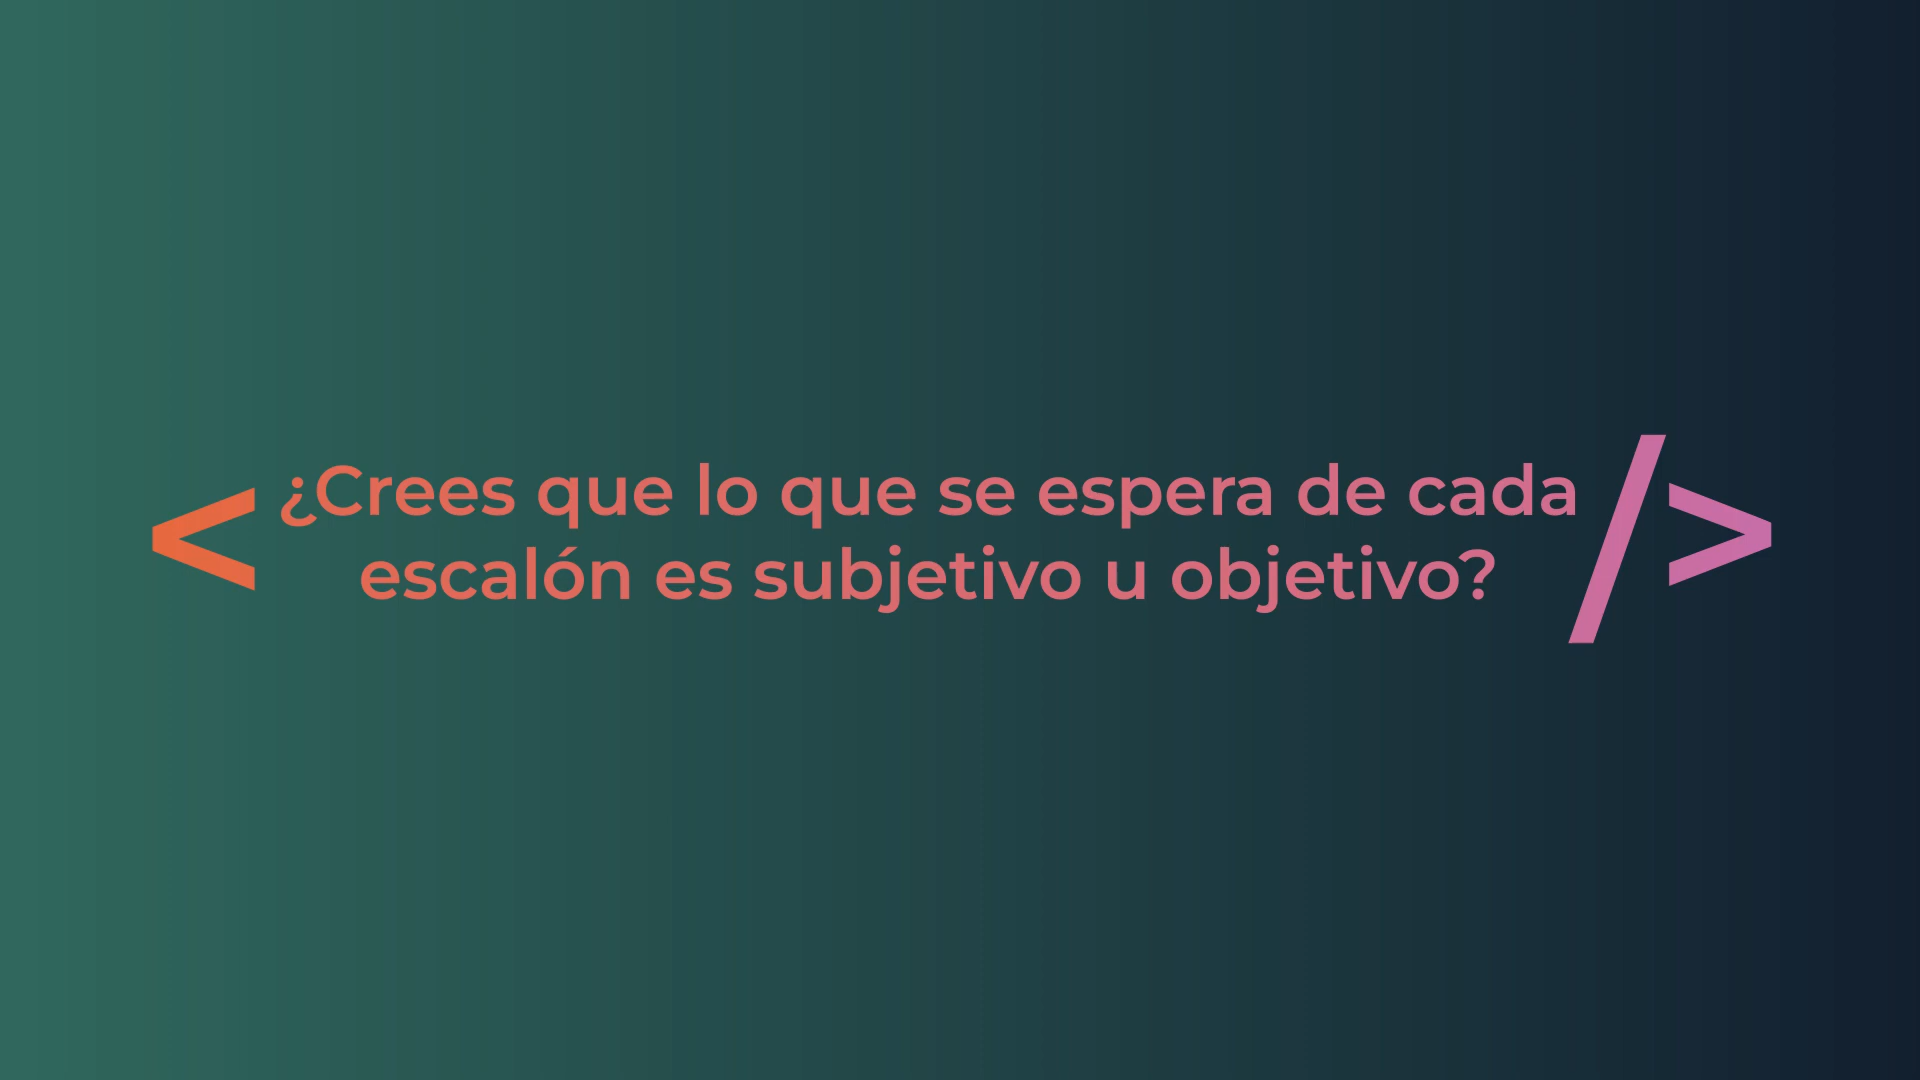 < ¿Crees que lo que se espera de cada />
escalón es subjetivo u objetivo?